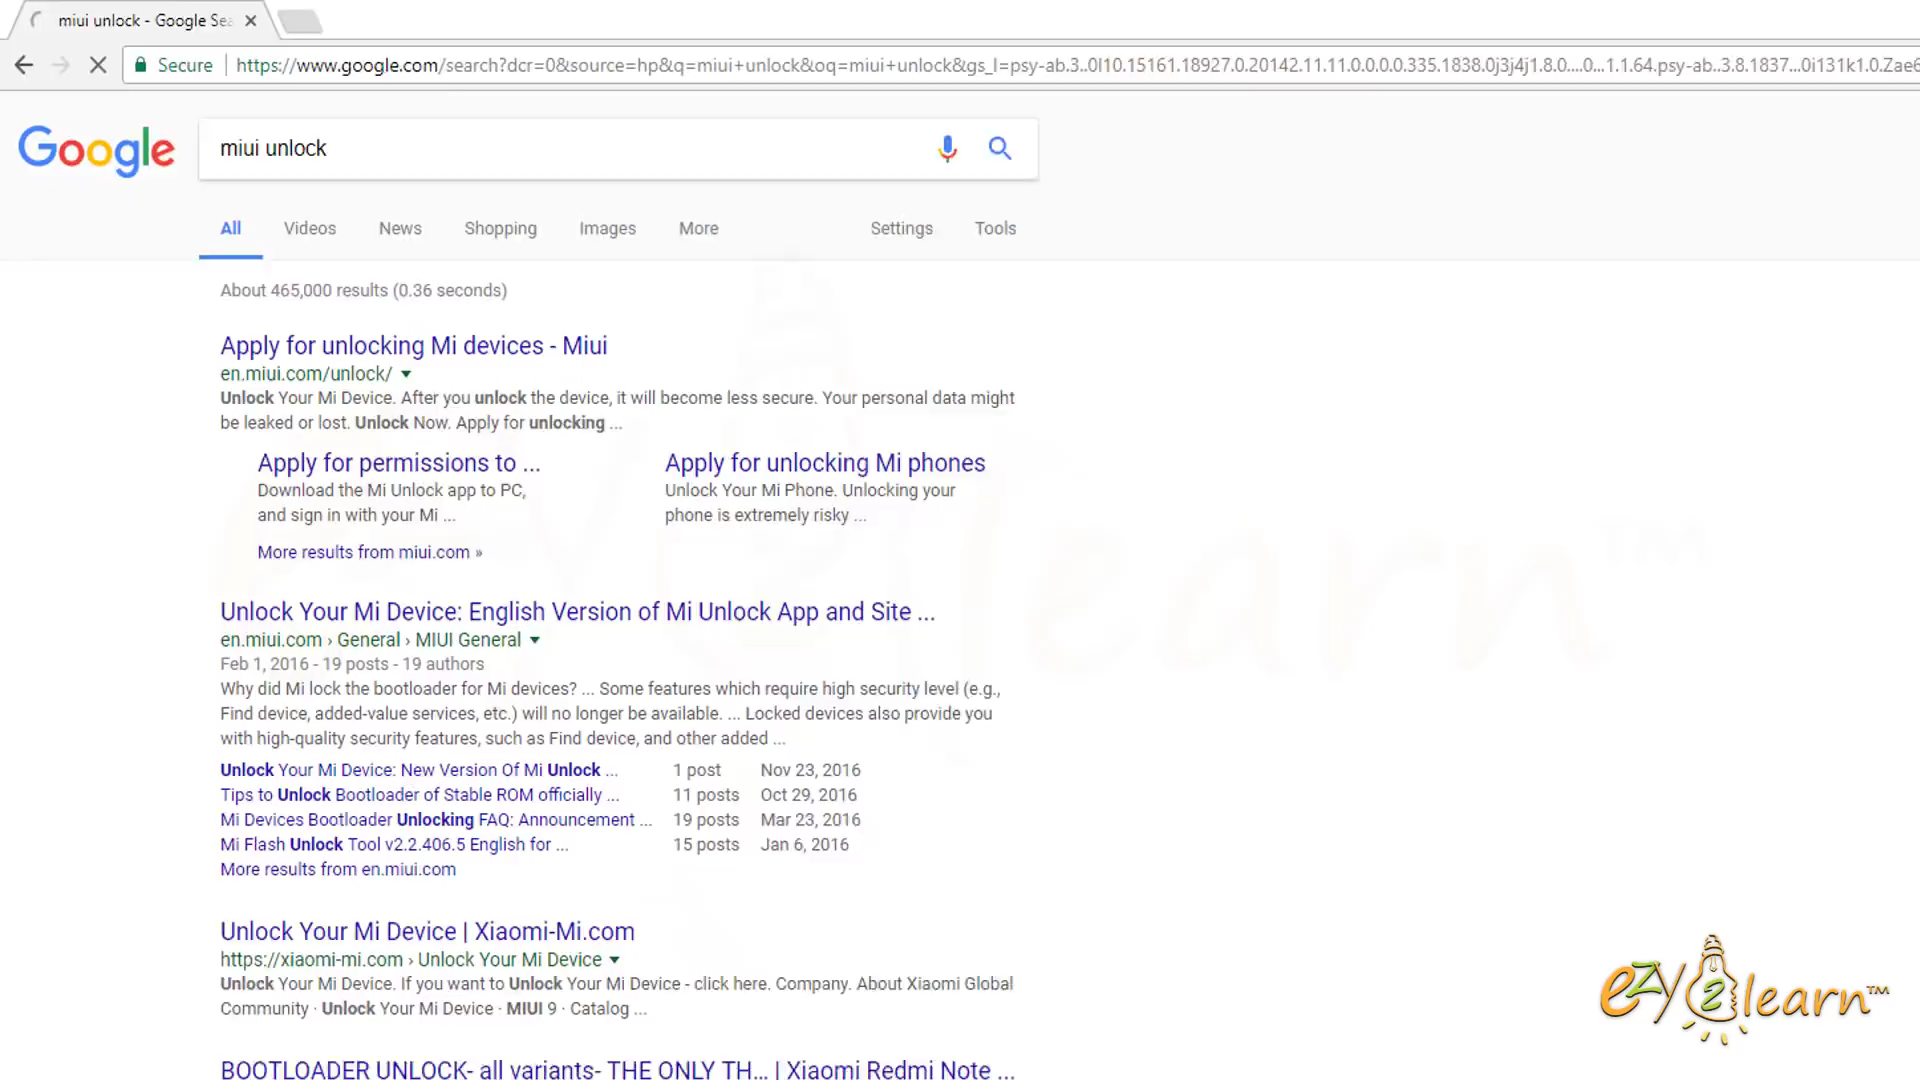 miui unlock - Google Sea
Secure
https://www.google.com/search?dcr=0&source=hp&q=miui+unlock&oq=miui+unlock&gs_l=psy-ab.3..0l10.15161.18927.0.20142.11.11.0.0.0.0.335.1838.0j3j4j1.8.0....0...1.1.64.psy-ab..3.8.1837...0i131k1.0.Zae6
Google
miui unlock
All Videos News Shopping Images More Settings Tools
About 465,000 results (0.36 seconds)
Apply for unlocking Mi devices - Miui
en.miui.com/unlock/
Unlock Your Mi Device. After you unlock the device, it will become less secure. Your personal data might
be leaked or lost. Unlock Now. Apply for unlocking ...
Apply for permissions to ...
Download the Mi Unlock app to PC,
and sign in with your Mi ...
Apply for unlocking Mi phones
Unlock Your Mi Phone. Unlocking your
phone is extremely risky ...
More results from miui.com »
Unlock Your Mi Device: English Version of Mi Unlock App and Site ...
en.miui.com › General › MIUI General
Feb 1, 2016 - 19 posts - 19 authors
Why did Mi lock the bootloader for Mi devices? ... Some features which require high security level (e.g.,
Find device, added-value services, etc.) will no longer be available. ... Locked devices also provide you
with high-quality security features, such as Find device, and other added ...
Unlock Your Mi Device: New Version Of Mi Unlock ... 1 post Nov 23, 2016
Tips to Unlock Bootloader of Stable ROM officially ... 11 posts Oct 29, 2016
Mi Devices Bootloader Unlocking FAQ: Announcement ... 19 posts Mar 23, 2016
Mi Flash Unlock Tool v2.2.406.5 English for ... 15 posts Jan 6, 2016
More results from en.miui.com
Unlock Your Mi Device | Xiaomi-Mi.com
https://xiaomi-mi.com › Unlock Your Mi Device
Unlock Your Mi Device. If you want to Unlock Your Mi Device - click here. Company. About Xiaomi Global
Community · Unlock Your Mi Device · MIUI 9 · Catalog ...
BOOTLOADER UNLOCK- all variants- THE ONLY TH... | Xiaomi Redmi Note ...
ezy2learn™
ezy2learn™